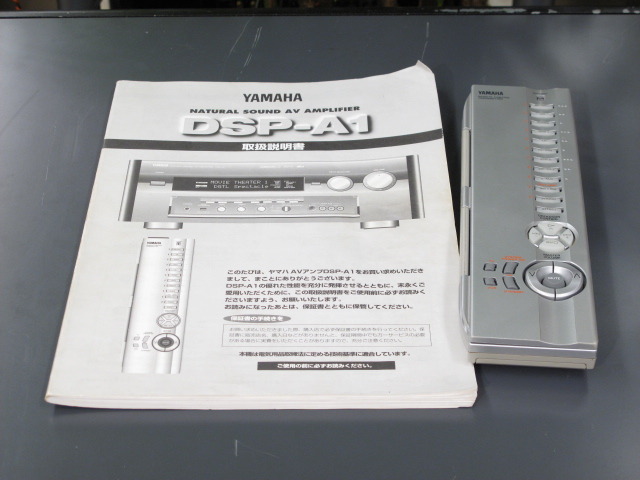 YAMAHA
NATURAL SOUND AV AMPLIFIER
DSP-A1
取扱説明書
MOVIE THEATER 1
DGTL Spectacle
YAMAHA
このたびは、ヤマハAVアンプDSP-A1をお買い求めいただき
まして、まことにありがとうございます。
DSP-A1の優れた性能を充分に発揮させるとともに、末永くご
使用いただくために、この取扱説明書をご使用前に必ずお読みく
ださいますよう、お願いいたします。
お読みになったあとは、保証書とともに保管してください。
保証書の手続きを
本機は電気用品取締法に定める技術基準に適合しています。
ご使用の前に必ずお読みください。
YAMAHA
MUTE